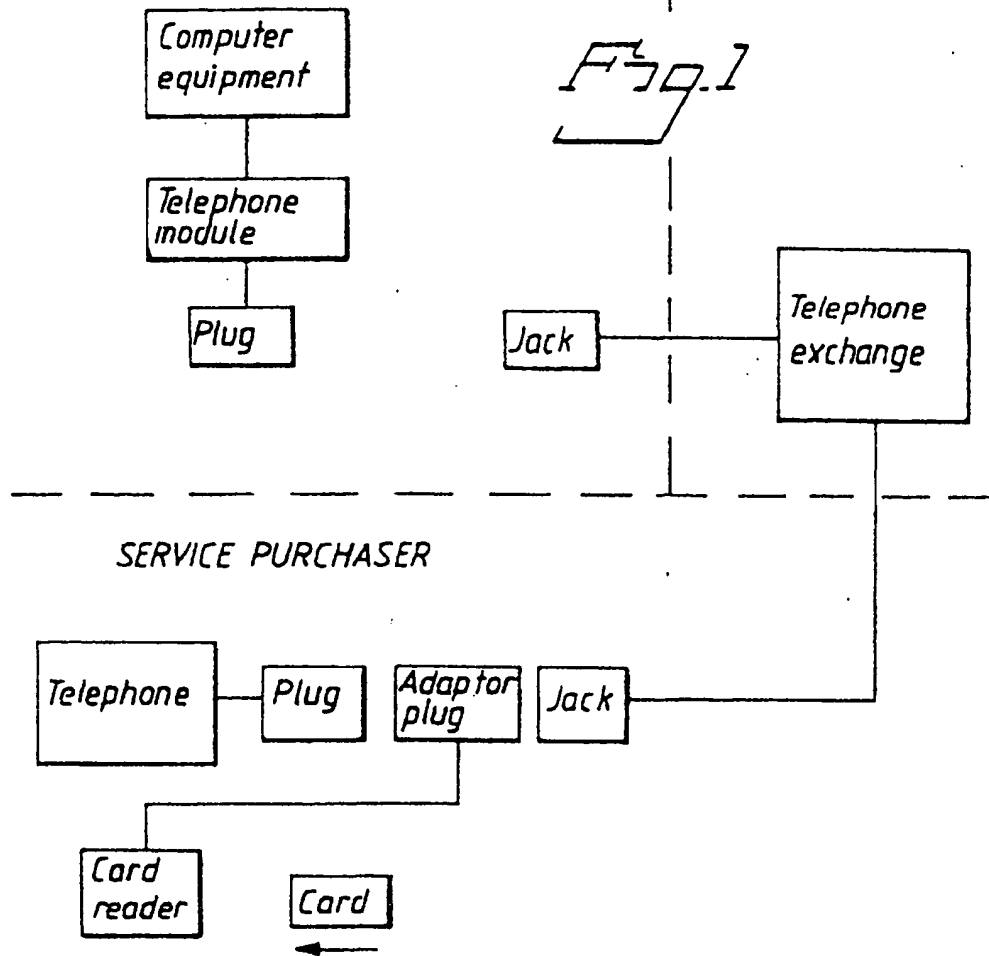 Computer
equipment
Fig.1
Telephone
module
Plug
Jack
Telephone
exchange
SERVICE PURCHASER
Telephone
Plug
Adaptor
plug
Jack
Card
reader
Card